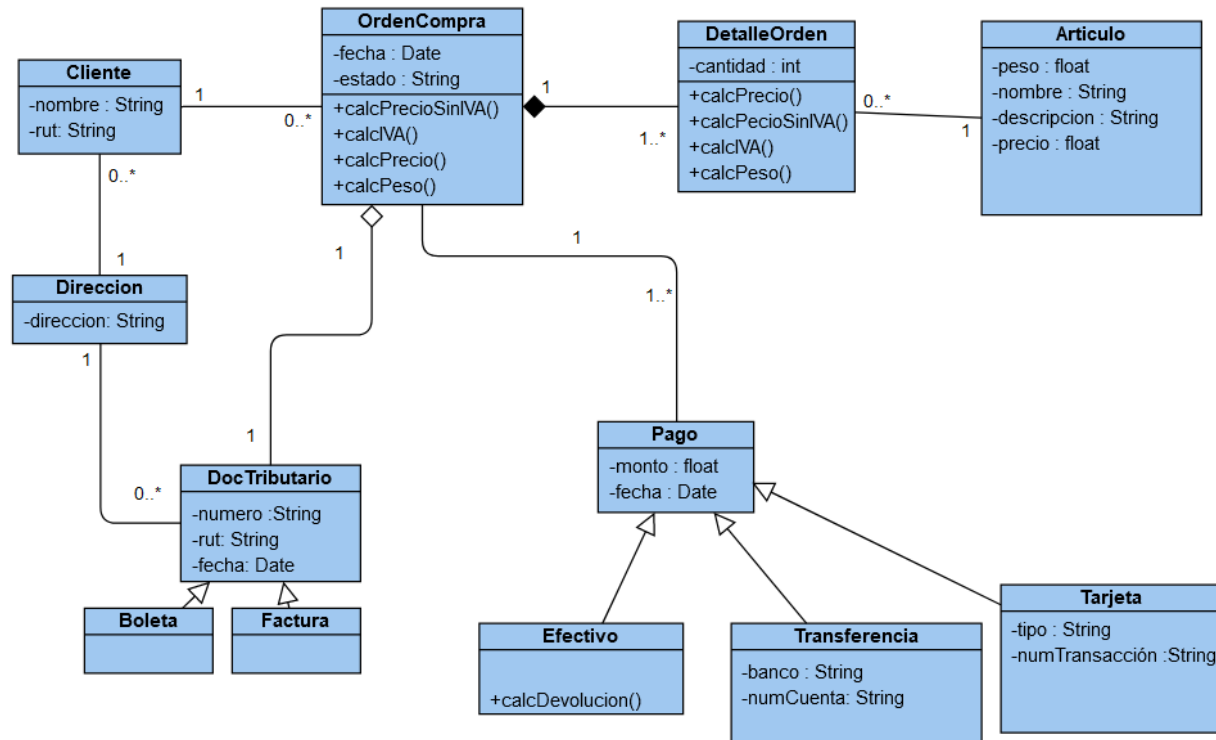 OrdenCompra
-fecha : Date
-estado : String
+calcPrecioSinIVA()
+calcIVA()
+calcPrecio()
+calcPeso()
DetalleOrden
-cantidad : int
+calcPrecio()
+calcPecioSinIVA()
+calcIVA()
+calcPeso()
Articulo
-peso : float
-nombre : String
-descripcion : String
-precio : float
Cliente
-nombre : String
-rut: String
1
0..*
1
1..*
0..*
1
0..*
1
Direccion
-direccion: String
1
0..*
1
1
1
1..*
DocTributario
-numero :String
-rut: String
-fecha: Date
Pago
-monto : float
-fecha : Date
Boleta
Factura
Efectivo
+calcDevolucion()
Transferencia
-banco : String
-numCuenta: String
Tarjeta
-tipo : String
-numTransacción :String